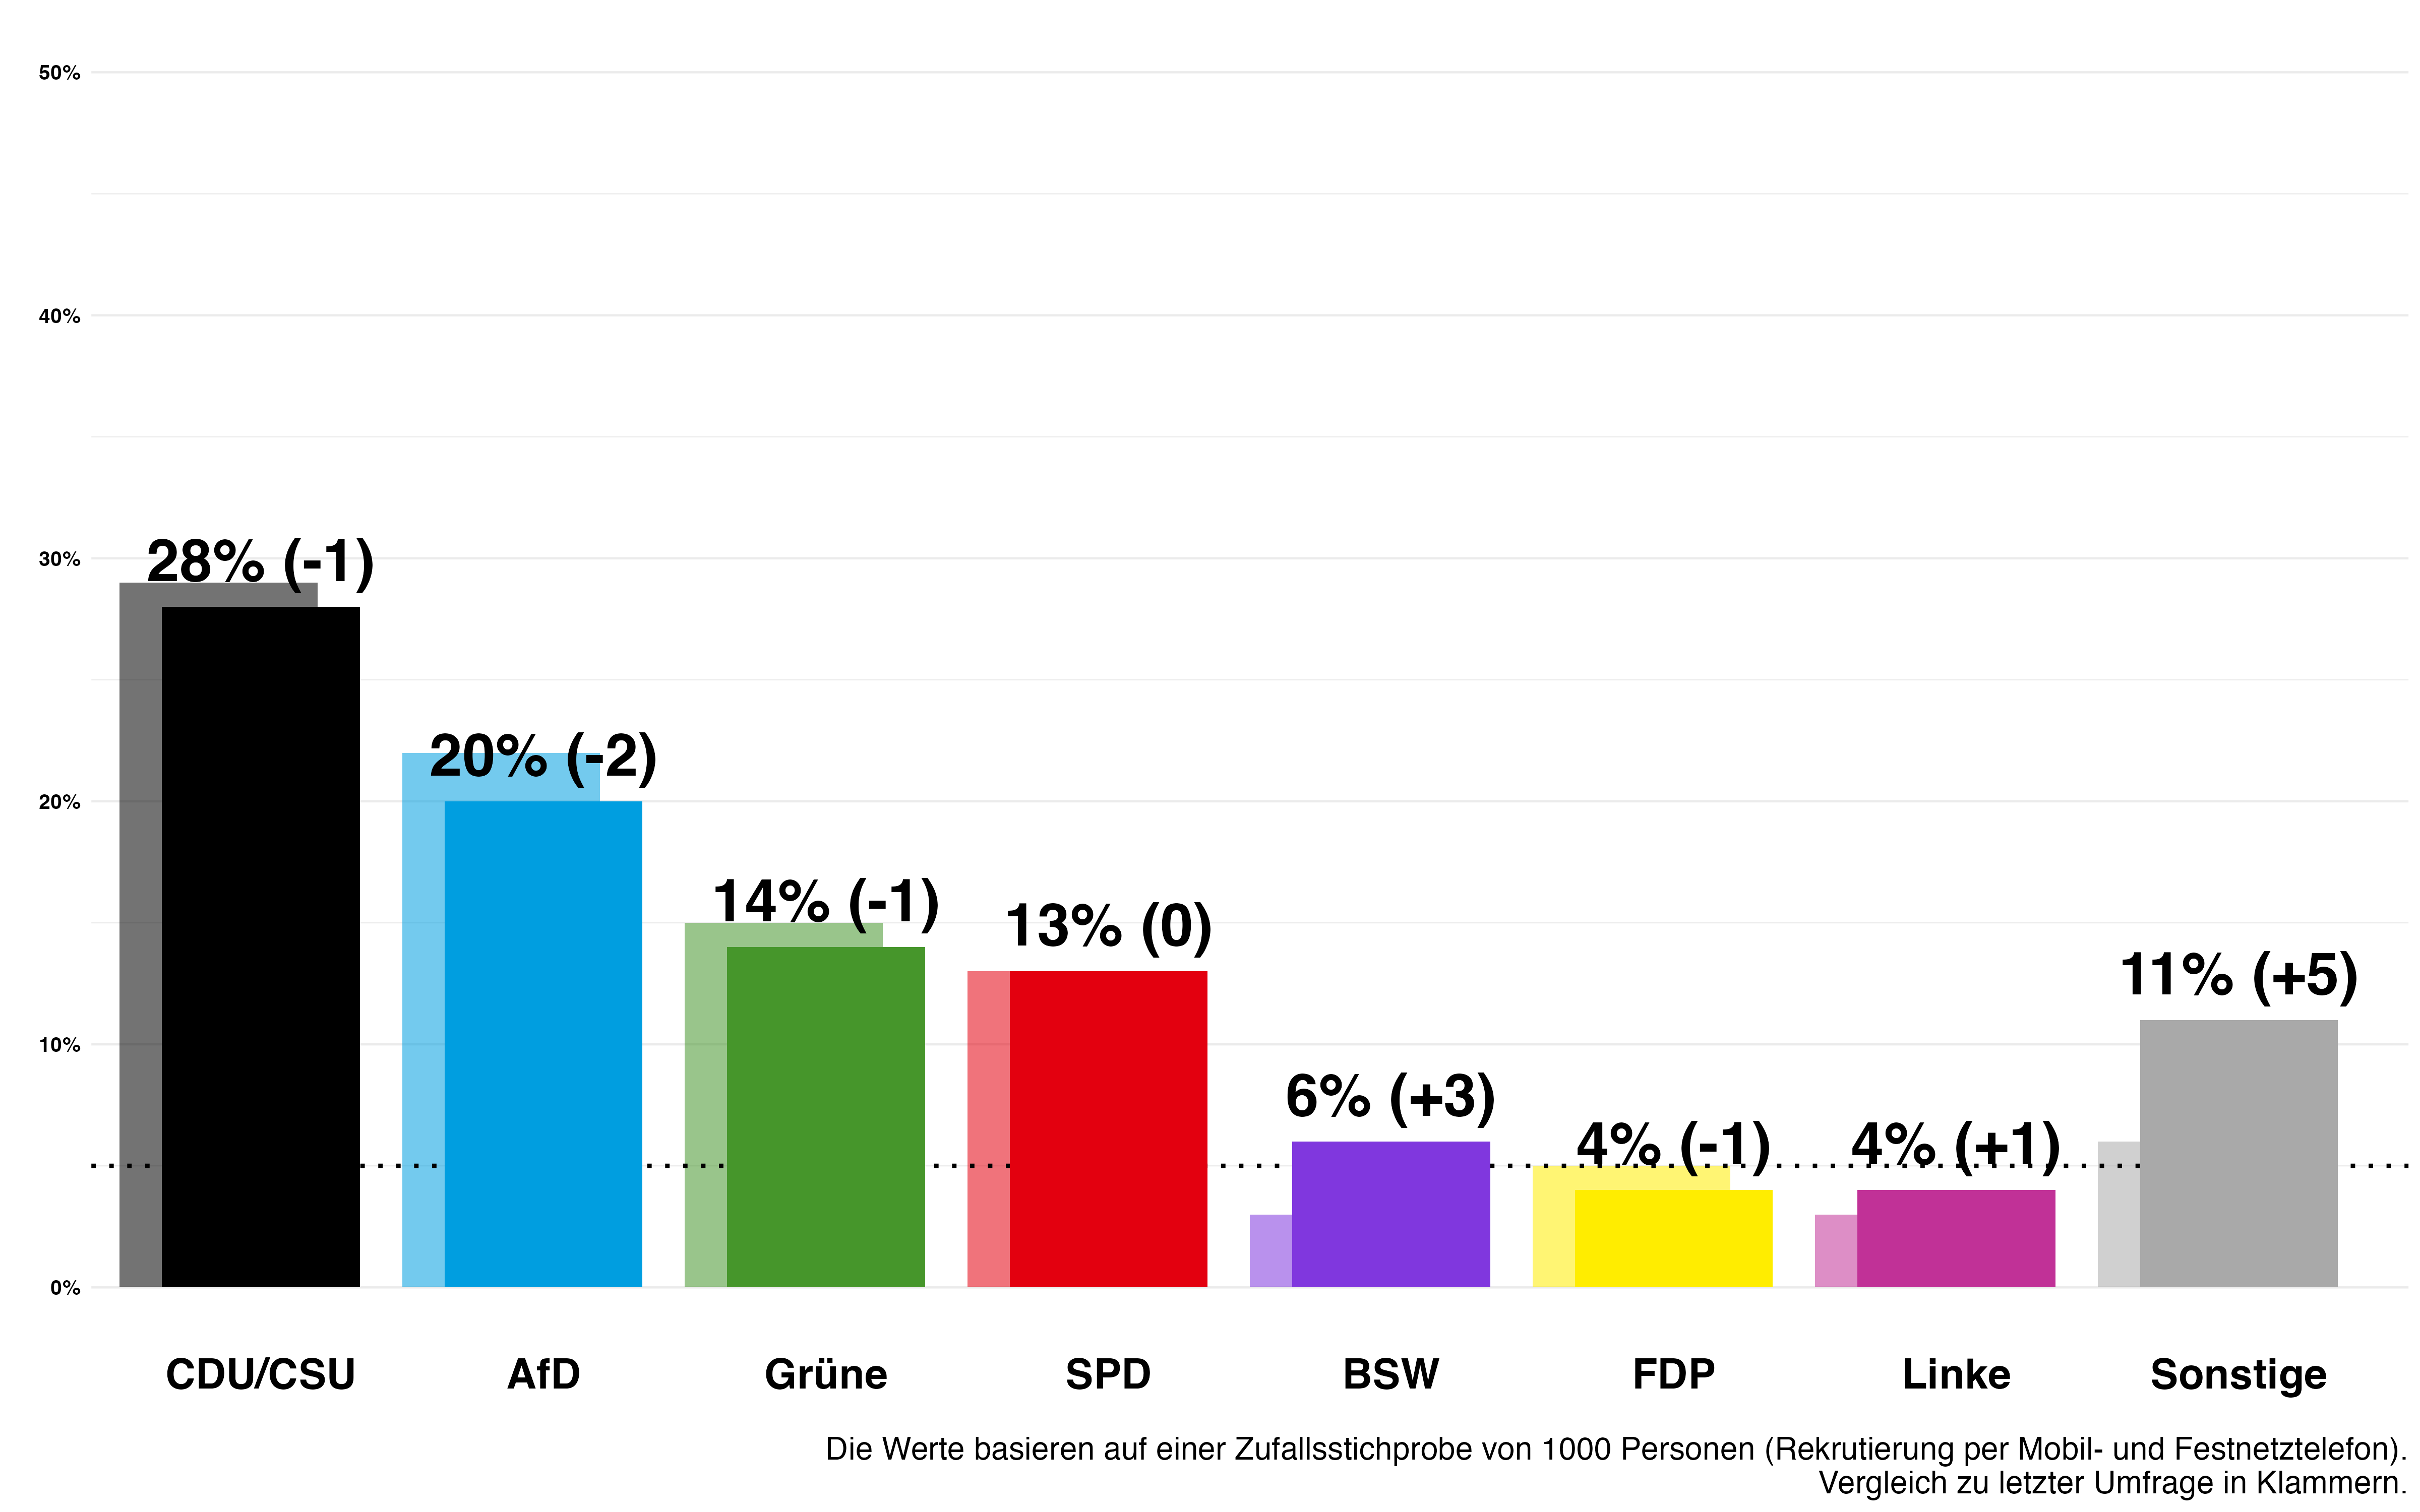 50%
40%
30%
20%
10%
0%
28% (-1)
20% (-2)
14% (-1)
13% (0)
6% (+3)
4% (-1)
4% (+1)
11% (+5)
CDU/CSU
AfD
Grüne
SPD
BSW
FDP
Linke
Sonstige
Die Werte basieren auf einer Zufallsstichprobe von 1000 Personen (Rekrutierung per Mobil- und Festnetztelefon).
Vergleich zu letzter Umfrage in Klammern.